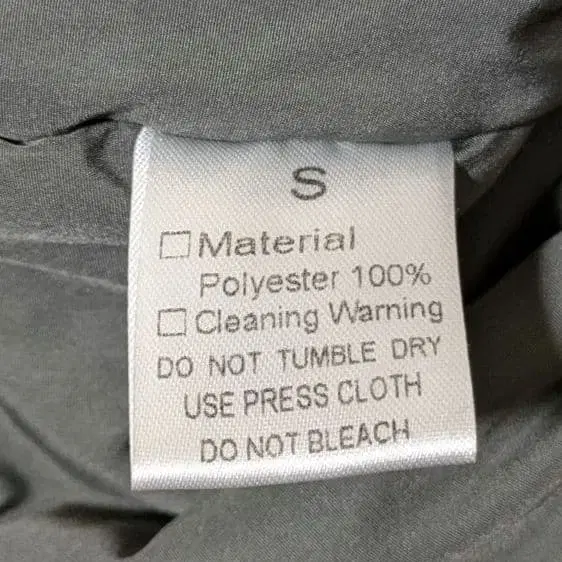 S
□ Material
Polyester 100%
□ Cleaning Warning
DO NOT TUMBLE DRY
USE PRESS CLOTH
DO NOT BLEACH